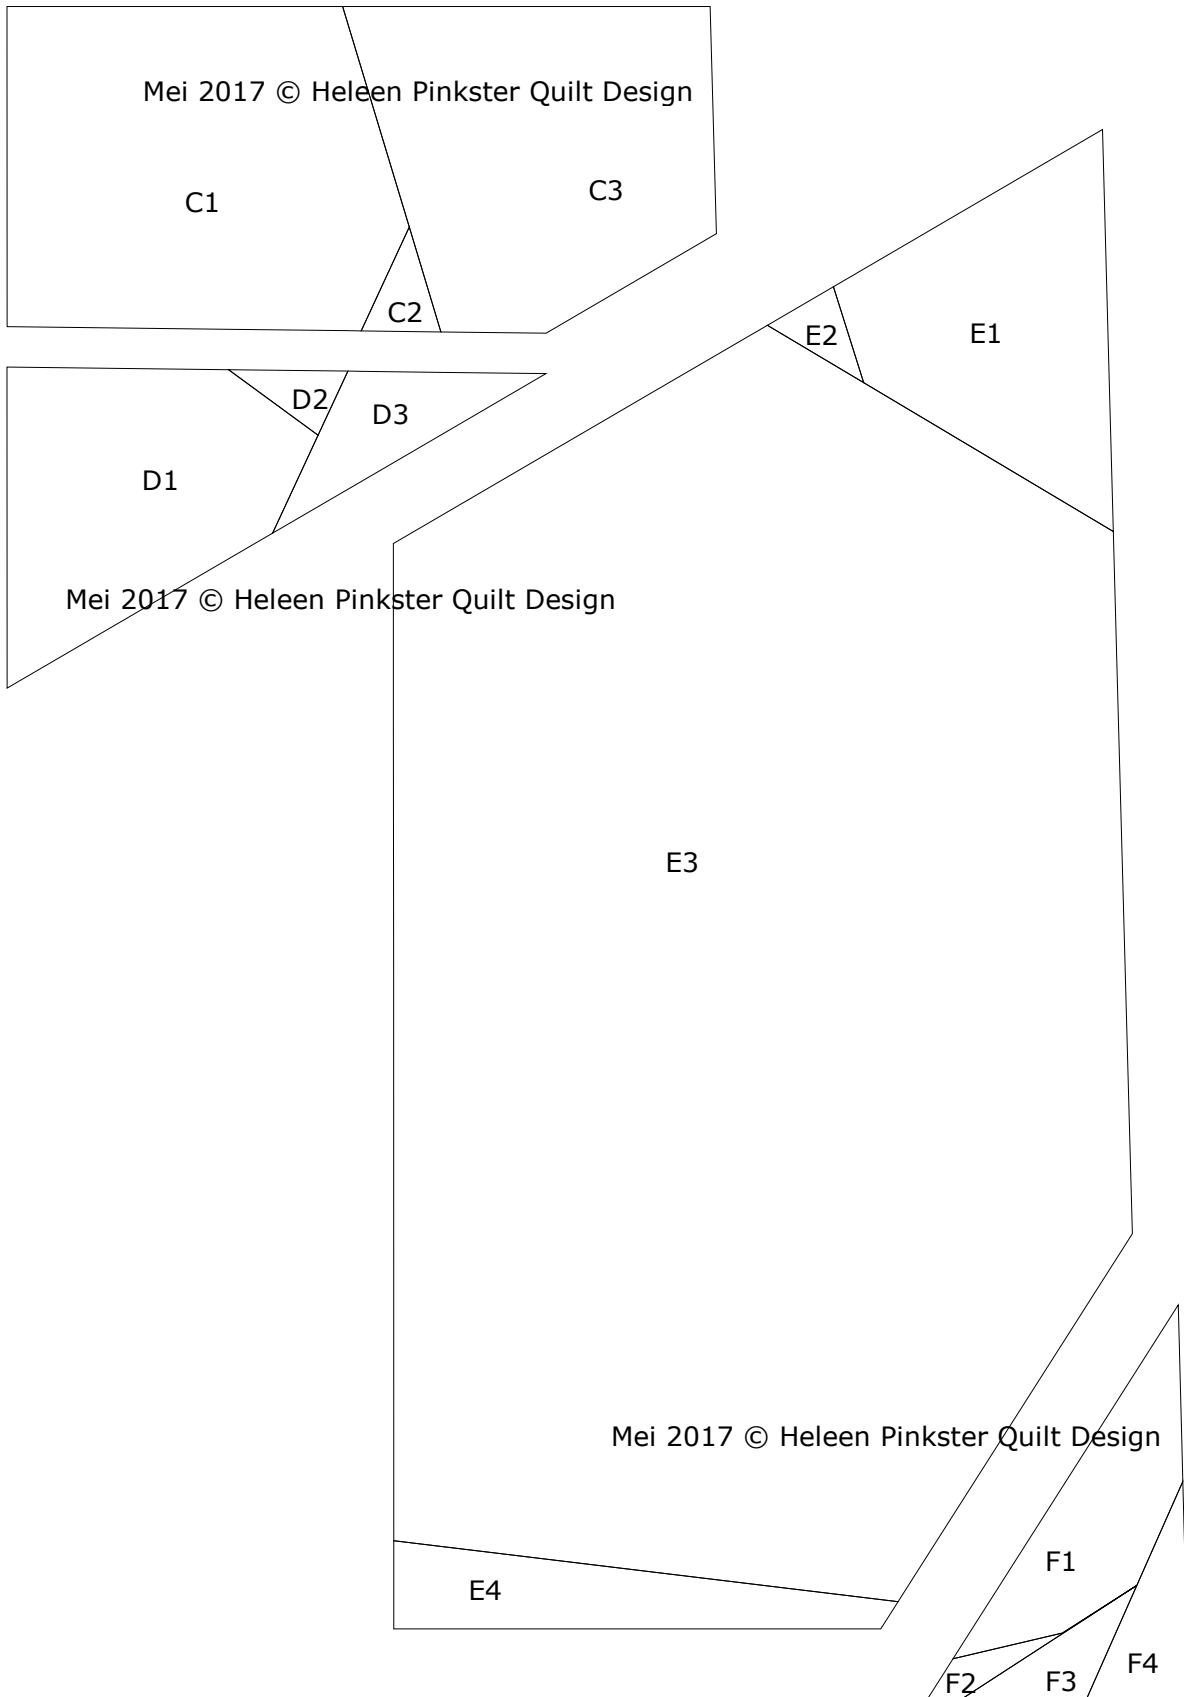 Mei 2017 © Heleen Pinkster Quilt Design
C1
C3
C2
E2
E1
D2
D3
D1
Mei 2017 © Heleen Pinkster Quilt Design
E3
Mei 2017 © Heleen Pinkster Quilt Design
F1
E4
F4
F2
F3